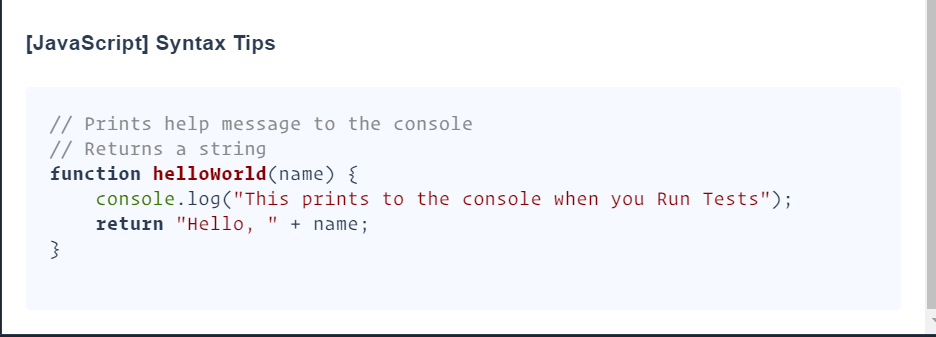 [JavaScript] Syntax Tips
// Prints help message to the console
// Returns a string
function helloWorld(name) {
    console.log("This prints to the console when you Run Tests");
    return "Hello, " + name;
}